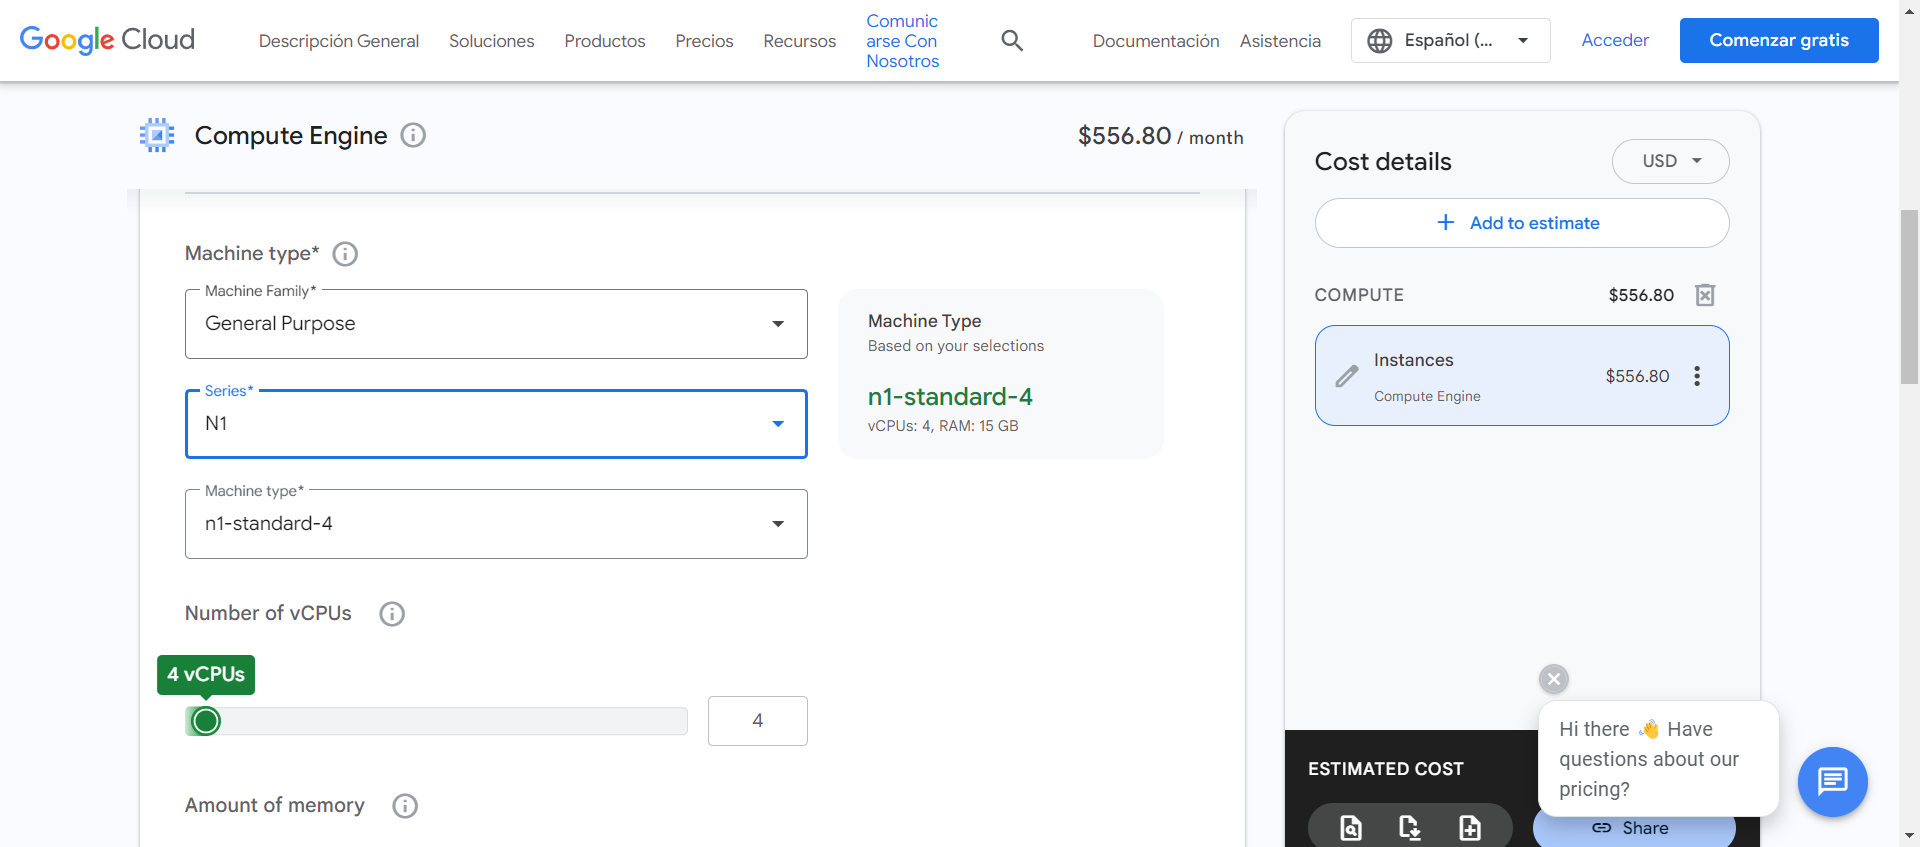 Google Cloud
Descripción General
Soluciones
Productos
Precios
Recursos
Comunic
arse Con
Nosotros
Documentación
Asistencia
Español (...
Acceder
Comenzar gratis
Compute Engine
$556.80 / month
Machine type*
Machine Family*
General Purpose
Series*
N1
Machine type*
n1-standard-4
Machine Type
Based on your selections
n1-standard-4
vCPUs: 4, RAM: 15 GB
Number of vCPUs
4 vCPUs
4
Amount of memory
Cost details
USD
Add to estimate
COMPUTE
$556.80
Instances
$556.80
Compute Engine
Hi there 👋 Have
questions about our
pricing?
ESTIMATED COST
Share